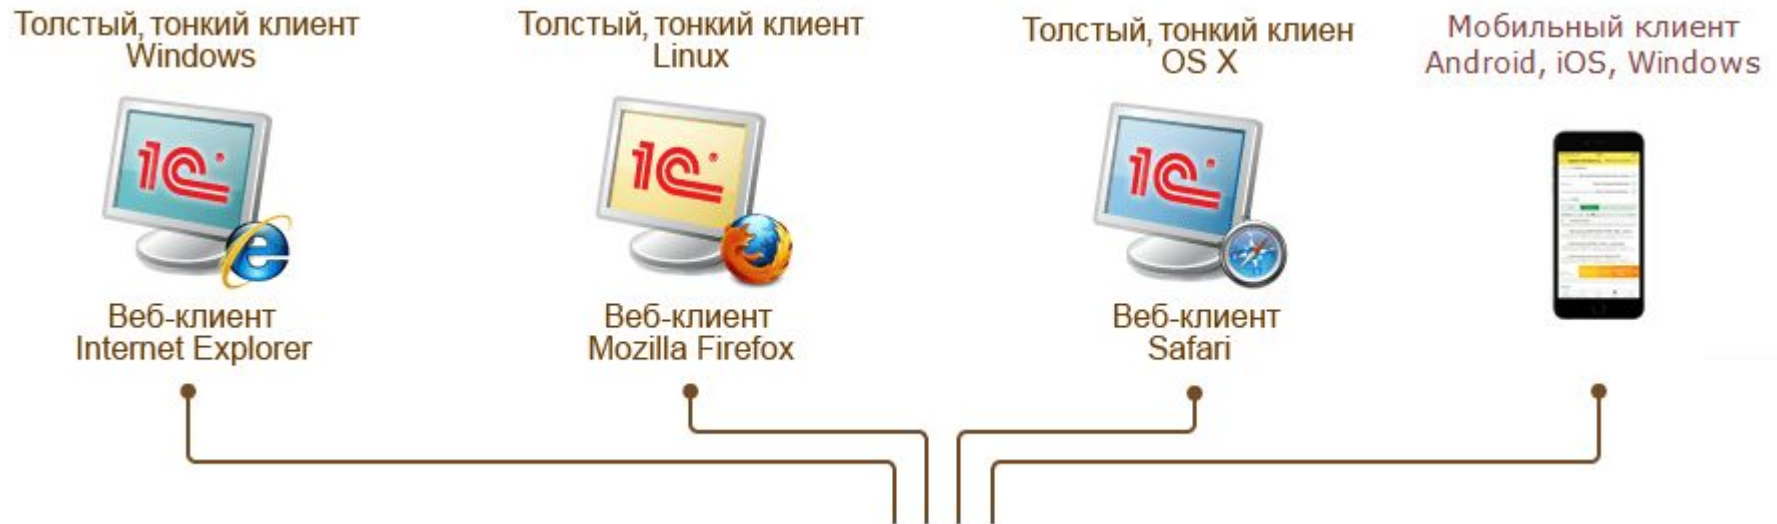 Толстый, тонкий клиент
Windows
Толстый, тонкий клиент
Linux
Толстый, тонкий клиен
OS X
Мобильный клиент
Android, iOS, Windows
1С
1С
1С
Веб-клиент
Internet Explorer
Веб-клиент
Mozilla Firefox
Веб-клиент
Safari